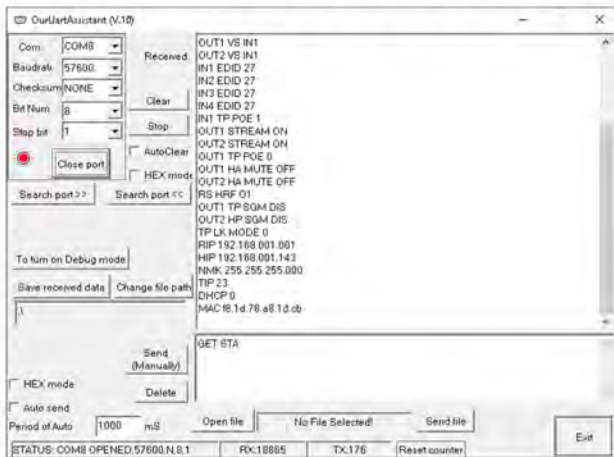 OurUartAssistant (V.10)
Com. COM8
Baudrate 57600.
Checksum NONE
Bit Num 8
Stop bit 1
Close port
Received
Clear
Stop
AutoClear
HEX mode
Search port >>
Search port <<
To turn on Debug mode
Save received data
Change file path
.\
OUT1 VS IN1
OUT2 VS IN1
IN1 EDID 27
IN2 EDID 27
IN3 EDID 27
IN4 EDID 27
IN1 TP POE 1
OUT1 STREAM ON
OUT2 STREAM ON
OUT1 TP POE 0
OUT1 HA MUTE OFF
OUT2 HA MUTE OFF
RS HRF 01
OUT1 TP SGM DIS
OUT2 HP SGM DIS
TP LK MODE 0
RIP 192.168.001.001
HIP 192.168.001.143
NMK 255.255.255.000
TIP 23
DHCP 0
MAC f8.1d.78.a8.1d.cb
Send
(Manually)
GET STA
HEX mode
Delete
Auto send
Period of Auto 1000 mS
Open file
No File Selected!
Send file
Exit
STATUS: COM8 OPENED,57600,N,8,1
RX:18865
TX:176
Reset counter